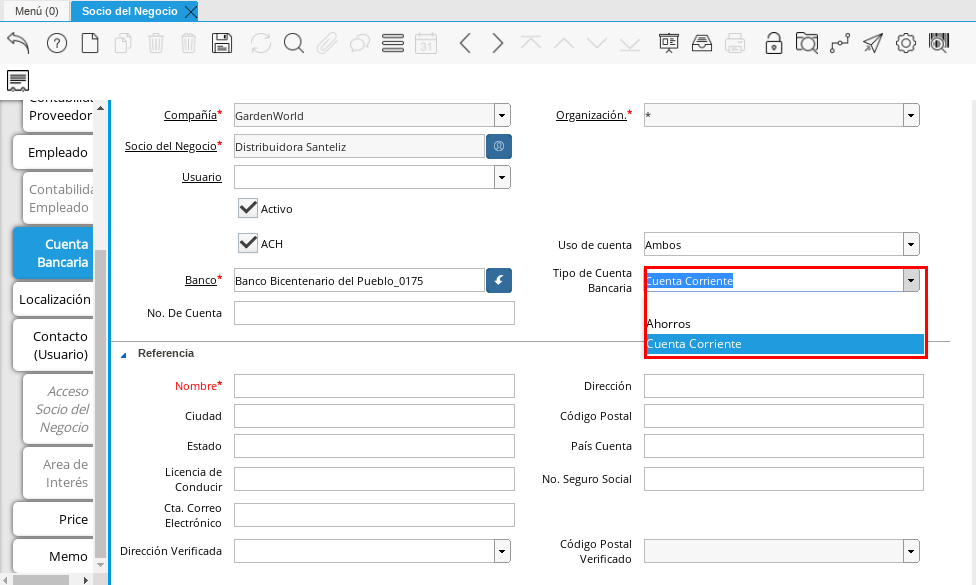 Menú (0)
Socio del Negocio
31
Proveedor
Empleado
Contabilida
Empleado
Cuenta
Bancaria
Localización
Contacto
(Usuario)
Acceso
Socio del
Negocio
Area de
Interés
Price
Memo
Compañía* GardenWorld Organización.* *
Socio del Negocio* Distribuidora Santeliz
Usuario
Activo
ACH Uso de cuenta Ambos
Banco* Banco Bicentenario del Pueblo_0175 Tipo de Cuenta Bancaria Cuenta Corriente
No. De Cuenta
Ahorros
Cuenta Corriente
Referencia
Nombre* Dirección
Ciudad Código Postal
Estado País Cuenta
Licencia de Conducir No. Seguro Social
Cta. Correo Electrónico
Dirección Verificada Código Postal Verificado